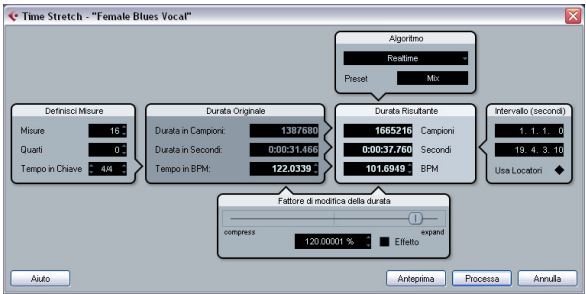 Time Stretch - "Female Blues Vocal"
Algoritmo
Realtime
Preset Mix
Definisci Misure
Misure 16
Quarti 0
Tempo in Chiave 4/4
Durata Originale
Durata in Campioni: 1387680
Durata in Secondi: 0:00:31.466
Tempo in BPM: 122.0339
Durata Risultante
1665216 Campioni
0:00:37.760 Secondi
101.6949 BPM
Intervallo (secondi)
1. 1. 1. 0
19. 4. 3. 10
Usa Locatori
Fattore di modifica della durata
compress expand
120.00001 % Effetto
Aiuto Anteprima Processa Annulla